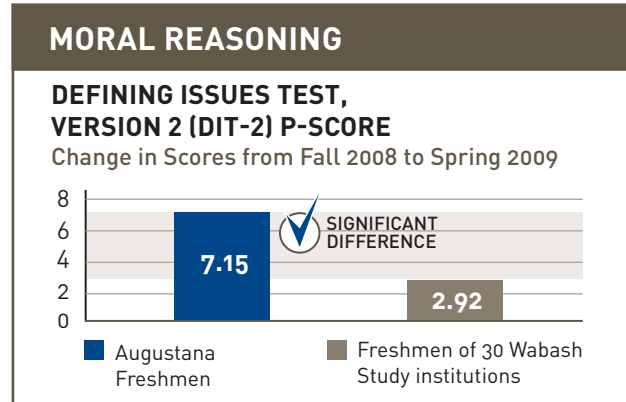 MORAL REASONING
DEFINING ISSUES TEST,
VERSION 2 (DIT-2) P-SCORE
Change in Scores from Fall 2008 to Spring 2009
8
6
4
2
0
SIGNIFICANT
DIFFERENCE
7.15
2.92
Augustana
Freshmen
Freshmen of 30 Wabash
Study institutions